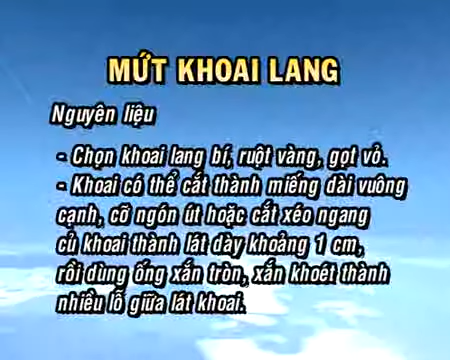 MỨT KHOAI LANG
Nguyên liệu
- Chọn khoai lang bí, ruột vàng, gọt vỏ.
- Khoai có thể cắt thành miếng dài vuông
cạnh, cỡ ngón út hoặc cắt xéo ngang
củ khoai thành lát dày khoảng 1 cm,
rồi dùng ống xắn tròn, xắn khoét thành
nhiều lỗ giữa lát khoai.